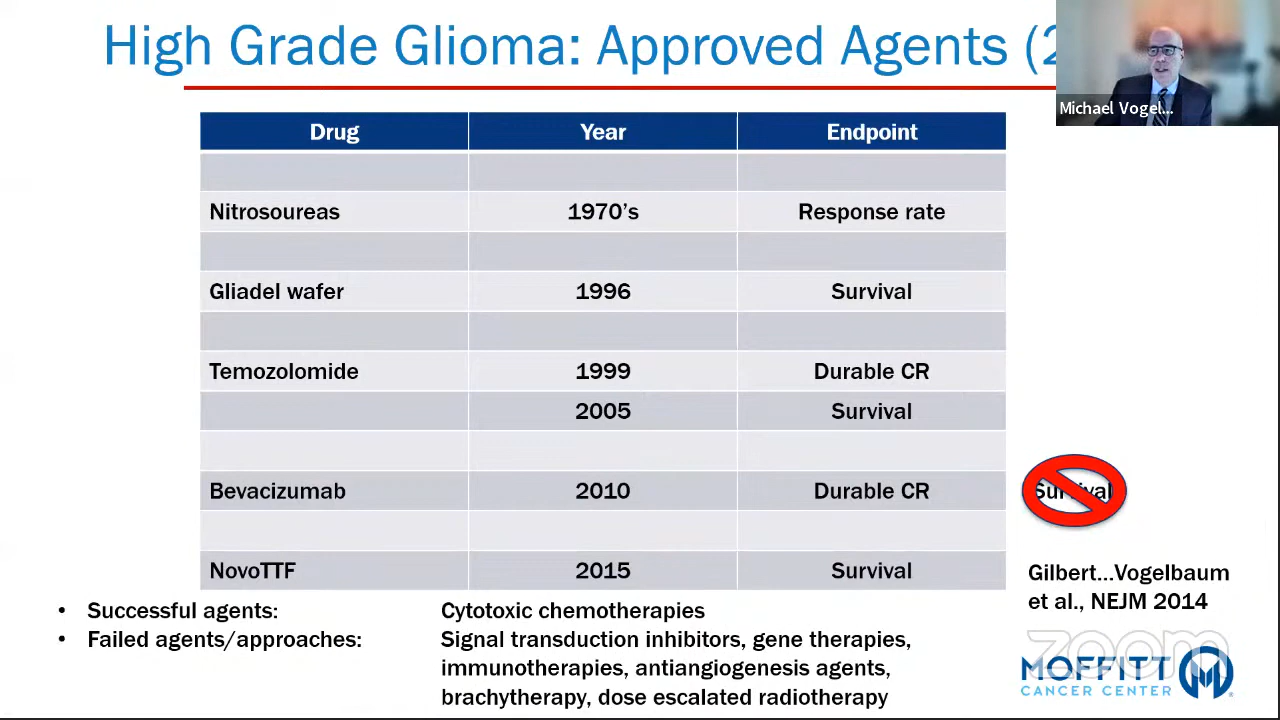 High Grade Glioma: Approved Agents (2
Michael Vogel...
Drug Year Endpoint
Nitrosoureas 1970's Response rate
Gliadel wafer 1996 Survival
Temozolomide 1999 Durable CR
2005 Survival
Bevacizumab 2010 Durable CR Survival
NovoTTF 2015 Survival
Gilbert...Vogelbaum
et al., NEJM 2014
• Successful agents: Cytotoxic chemotherapies
• Failed agents/approaches: Signal transduction inhibitors, gene therapies,
immunotherapies, antiangiogenesis agents,
brachytherapy, dose escalated radiotherapy
zoom
MOFFITT
CANCER CENTER